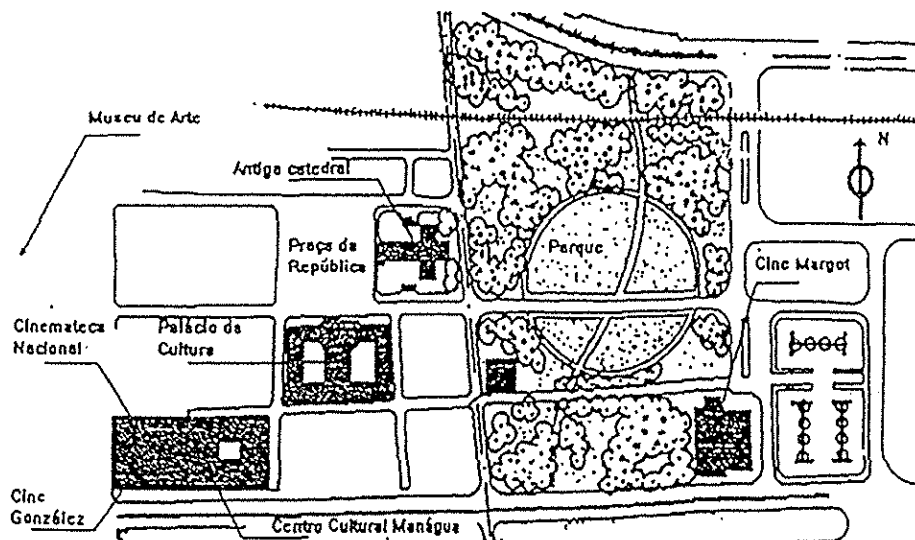 Museu de Arte
N
Antiga catedral
Praça da
República
Parque
Cine Margot
Cinemateca
Nacional
Palácio da
Cultura
Cine
González
Centro Cultural Manágua